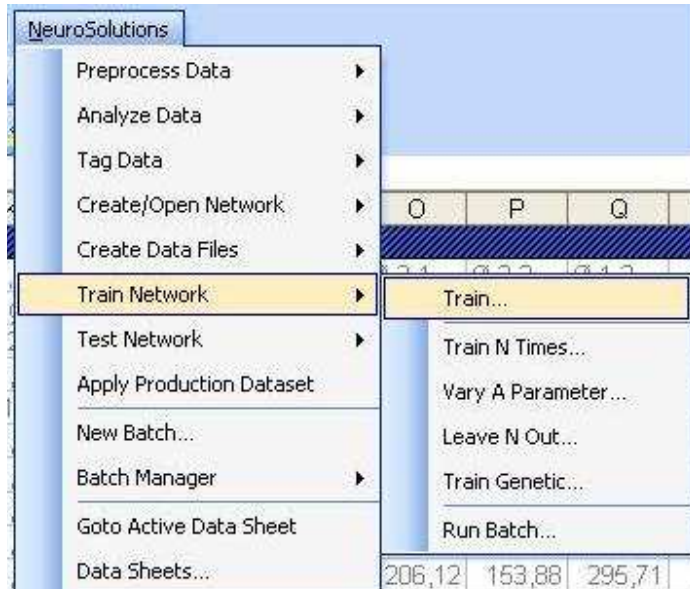 NeuroSolutions
Preprocess Data
Analyze Data
Tag Data
Create/Open Network
Create Data Files
Train Network
Test Network
Apply Production Dataset
New Batch...
Batch Manager
Goto Active Data Sheet
Data Sheets...
O P Q
Train...
Train N Times...
Vary A Parameter...
Leave N Out...
Train Genetic...
Run Batch...
206,12 153,88 295,71